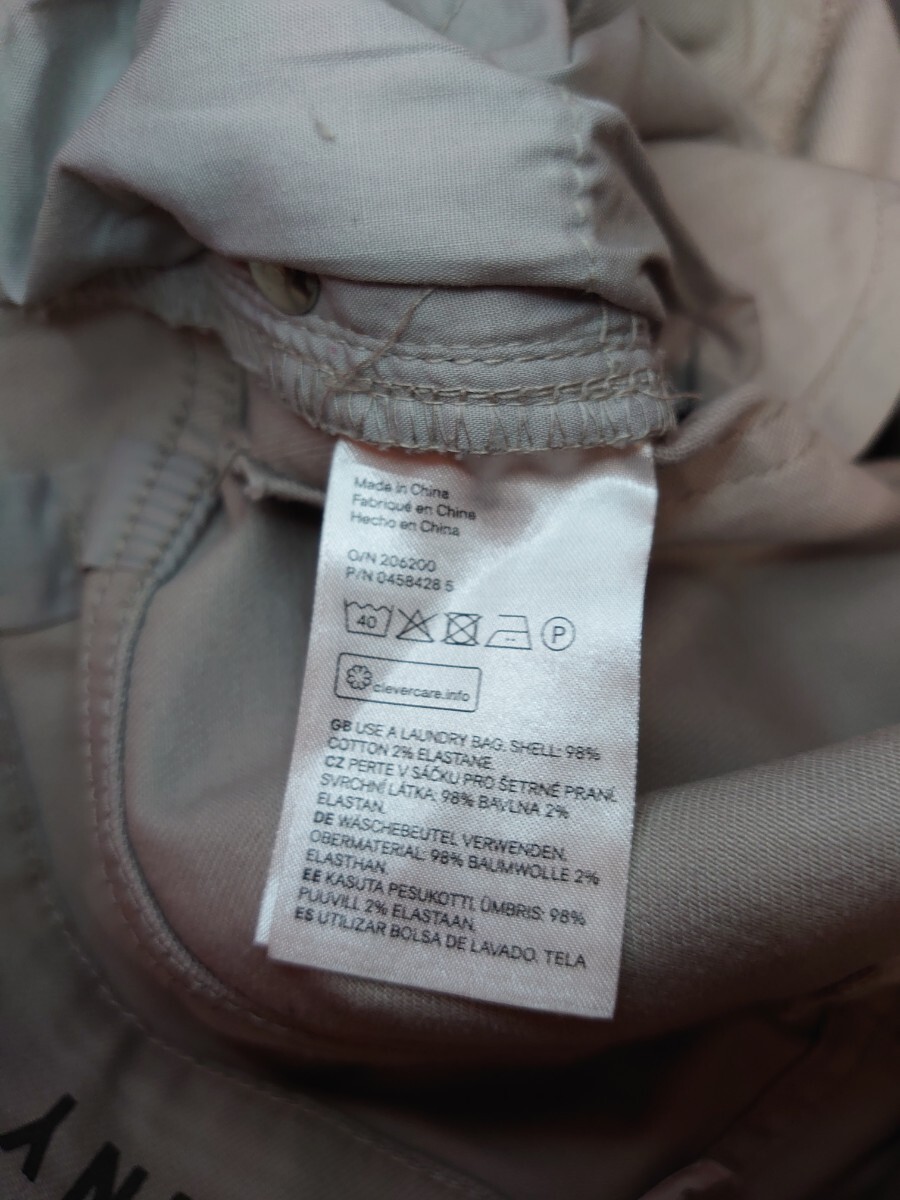 Made in China
Fabriqué en Chine
Hecho en China
O/N 206200
P/N 0458428 5
40
P
clevercare.info
GB USE A LAUNDRY BAG. SHELL: 98%
COTTON 2% ELASTANE.
CZ PERTE V SÁČKU PRO ŠETRNÉ PRANÍ.
SVRCHNÍ LÁTKA: 98% BAVLNA 2%
ELASTAN.
DE WÄSCHEBEUTEL VERWENDEN.
OBERMATERIAL: 98% BAUMWOLLE 2%
ELASTHAN.
EE KASUTA PESUKOTTI. ÜMBRIS: 98%
PUUVILL 2% ELASTAAN.
ES UTILIZAR BOLSA DE LAVADO. TELA